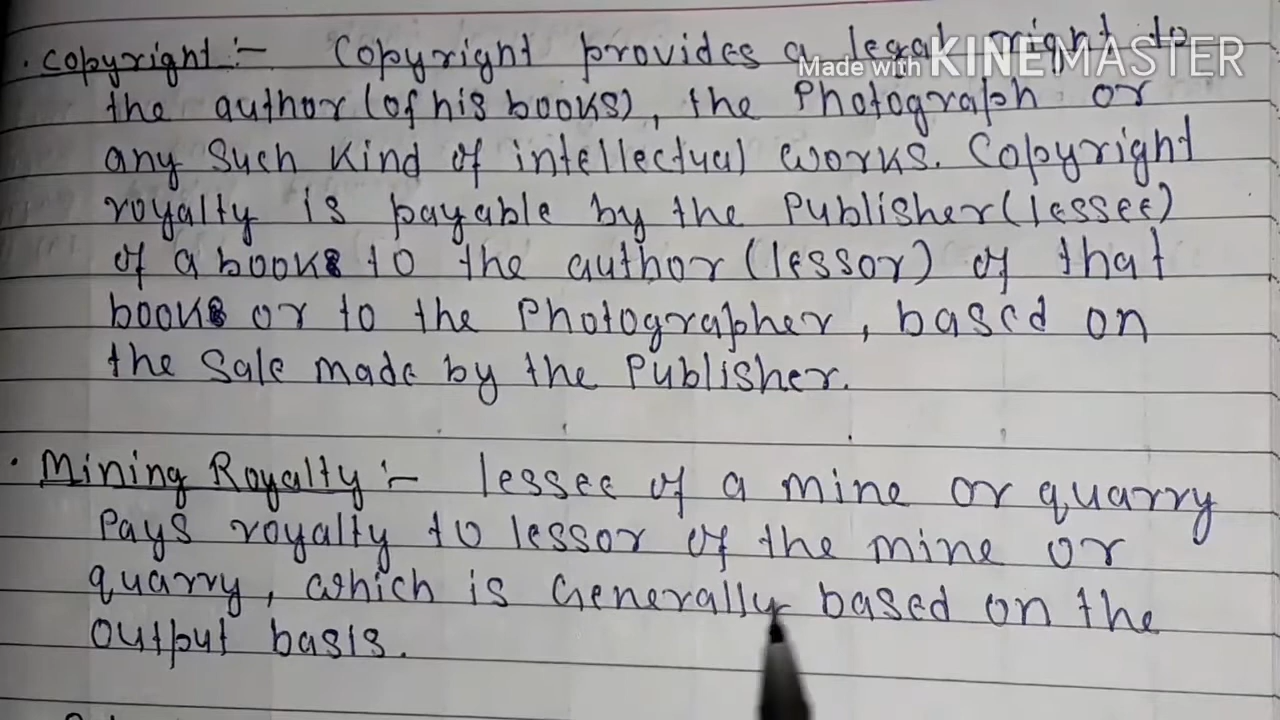 · Copyright :- Copyright provides a legal right to
Made with KINEMASTER
the author (of his books), the Photograph or
any Such Kind of intellectual works. Copyright
royalty is payable by the Publisher (lessee)
of a book to the author (lessor) of that
book or to the Photographer, based on
the Sale made by the Publisher.
· Mining Royalty :- lessee of a mine or quarry
Pays royalty to lessor of the mine or
quarry, which is Generally based on the
output basis.